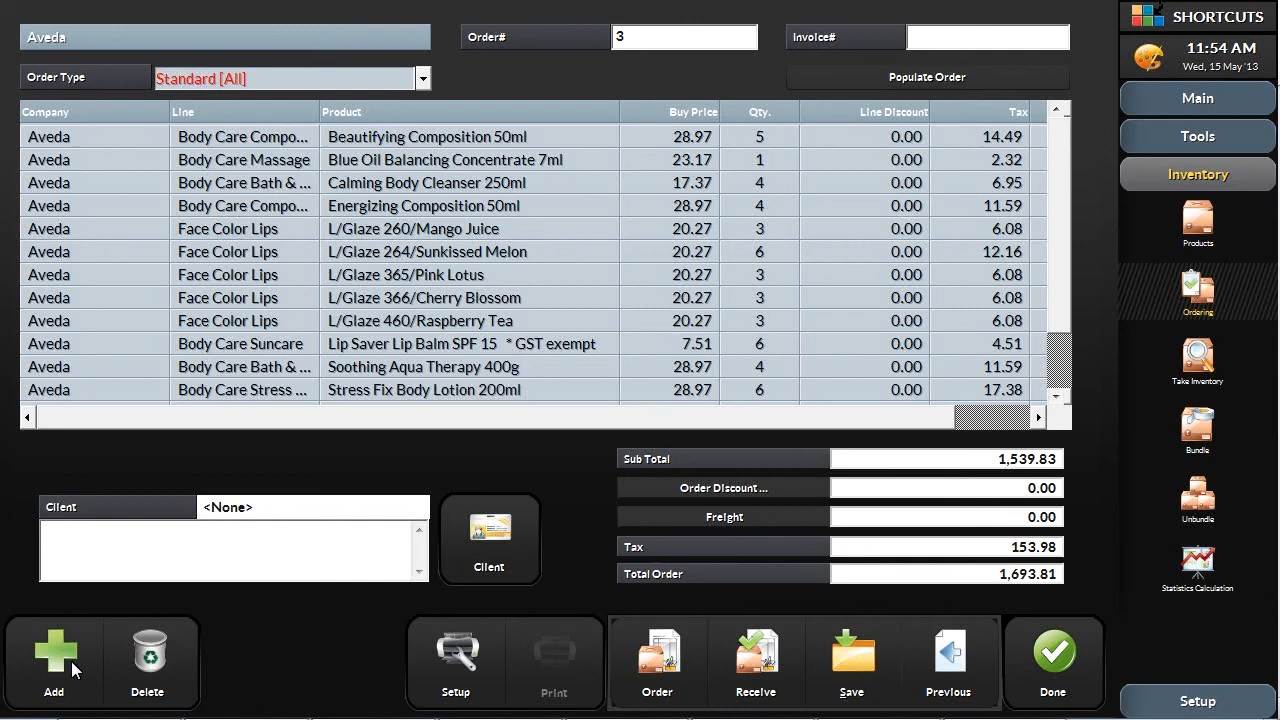 Aveda
Order#
3
Invoice#
SHORTCUTS
11:54 AM
Wed, 15 May '13
Order Type
Standard [All]
Populate Order
Main
Tools
Inventory
Products
Ordering
Take Inventory
Bundle
Unbundle
Statistics Calculation
Setup
Company Line Product Buy Price Qty. Line Discount Tax
Aveda Body Care Compo... Beautifying Composition 50ml 28.97 5 0.00 14.49
Aveda Body Care Massage Blue Oil Balancing Concentrate 7ml 23.17 1 0.00 2.32
Aveda Body Care Bath & ... Calming Body Cleanser 250ml 17.37 4 0.00 6.95
Aveda Body Care Compo... Energizing Composition 50ml 28.97 4 0.00 11.59
Aveda Face Color Lips L/Glaze 260/Mango Juice 20.27 3 0.00 6.08
Aveda Face Color Lips L/Glaze 264/Sunkissed Melon 20.27 6 0.00 12.16
Aveda Face Color Lips L/Glaze 365/Pink Lotus 20.27 3 0.00 6.08
Aveda Face Color Lips L/Glaze 366/Cherry Blossom 20.27 3 0.00 6.08
Aveda Face Color Lips L/Glaze 460/Raspberry Tea 20.27 3 0.00 6.08
Aveda Body Care Suncare Lip Saver Lip Balm SPF 15 * GST exempt 7.51 6 0.00 4.51
Aveda Body Care Bath & ... Soothing Aqua Therapy 400g 28.97 4 0.00 11.59
Aveda Body Care Stress ... Stress Fix Body Lotion 200ml 28.97 6 0.00 17.38
Sub Total 1,539.83
Order Discount ... 0.00
Freight 0.00
Tax 153.98
Total Order 1,693.81
Client <None>
Client
Add
Delete
Setup
Print
Order
Receive
Save
Previous
Done